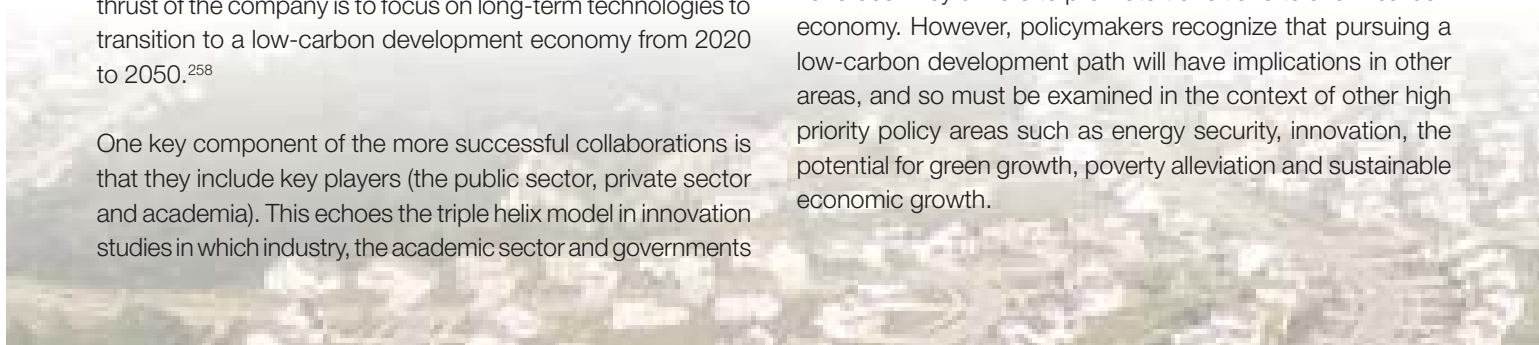 thrust of the company is to focus on long-term technologies to
transition to a low-carbon development economy from 2020
to 2050.258

One key component of the more successful collaborations is
that they include key players (the public sector, private sector
and academia). This echoes the triple helix model in innovation
studies in which industry, the academic sector and governments

economy. However, policymakers recognize that pursuing a
low-carbon development path will have implications in other
areas, and so must be examined in the context of other high
priority policy areas such as energy security, innovation, the
potential for green growth, poverty alleviation and sustainable
economic growth.